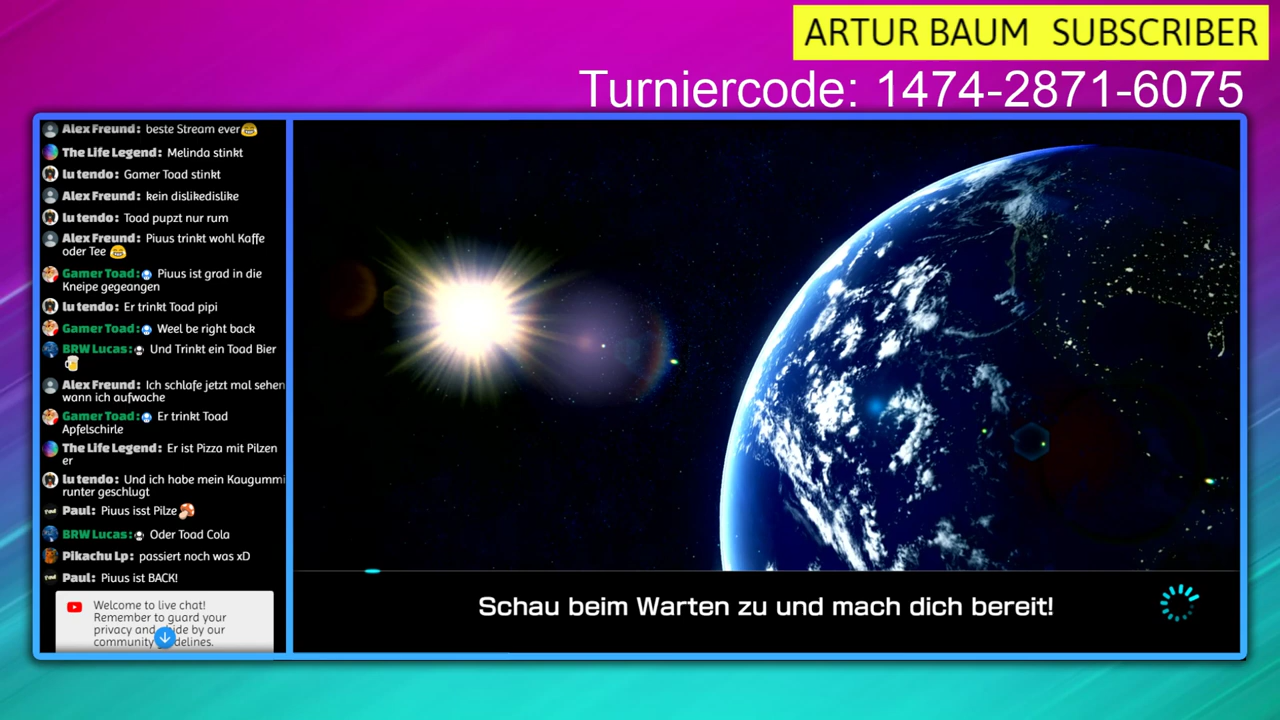 ARTUR BAUM SUBSCRIBER
Turniercode: 1474-2871-6075
Alex Freund: beste Stream ever
The Life Legend: Melinda stinkt
lu tendo: Gamer Toad stinkt
Alex Freund: kein dislikedislike
lu tendo: Toad pupzt nur rum
Alex Freund: Piuus trinkt wohl Kaffe
oder Tee
Gamer Toad: Piuus ist grad in die
Kneipe gegeangen
lu tendo: Er trinkt Toad pipi
Gamer Toad: Weel be right back
BRW Lucas: Und Trinkt ein Toad Bier
Alex Freund: Ich schlafe jetzt mal sehen
wann ich aufwache
Gamer Toad: Er trinkt Toad
Apfelschirle
The Life Legend: Er ist Pizza mit Pilzen
er
lu tendo: Und ich habe mein Kaugummi
runter geschlugt
Paul: Piuus isst Pilze
BRW Lucas: Oder Toad Cola
Pikachu Lp: passiert noch was xD
Paul: Piuus ist BACK!
Welcome to live chat!
Remember to guard your
privacy and by our
community
Schau beim Warten zu und mach dich bereit!